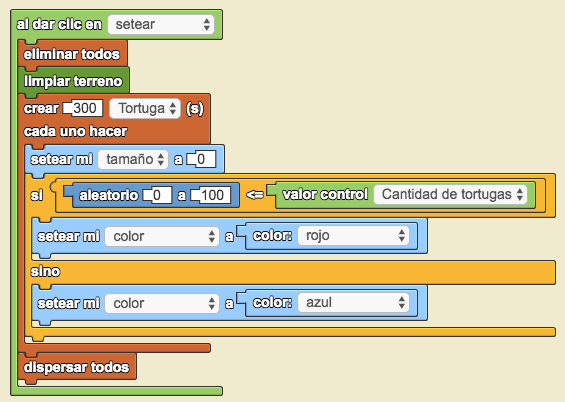 al dar clic en setear
eliminar todos
limpiar terreno
crear 300 Tortuga (s)
cada uno hacer
setear mi tamaño a 0
si aleatorio 0 a 100 <= valor control Cantidad de tortugas
setear mi color a color: rojo
sino
setear mi color a color: azul
dispersar todos